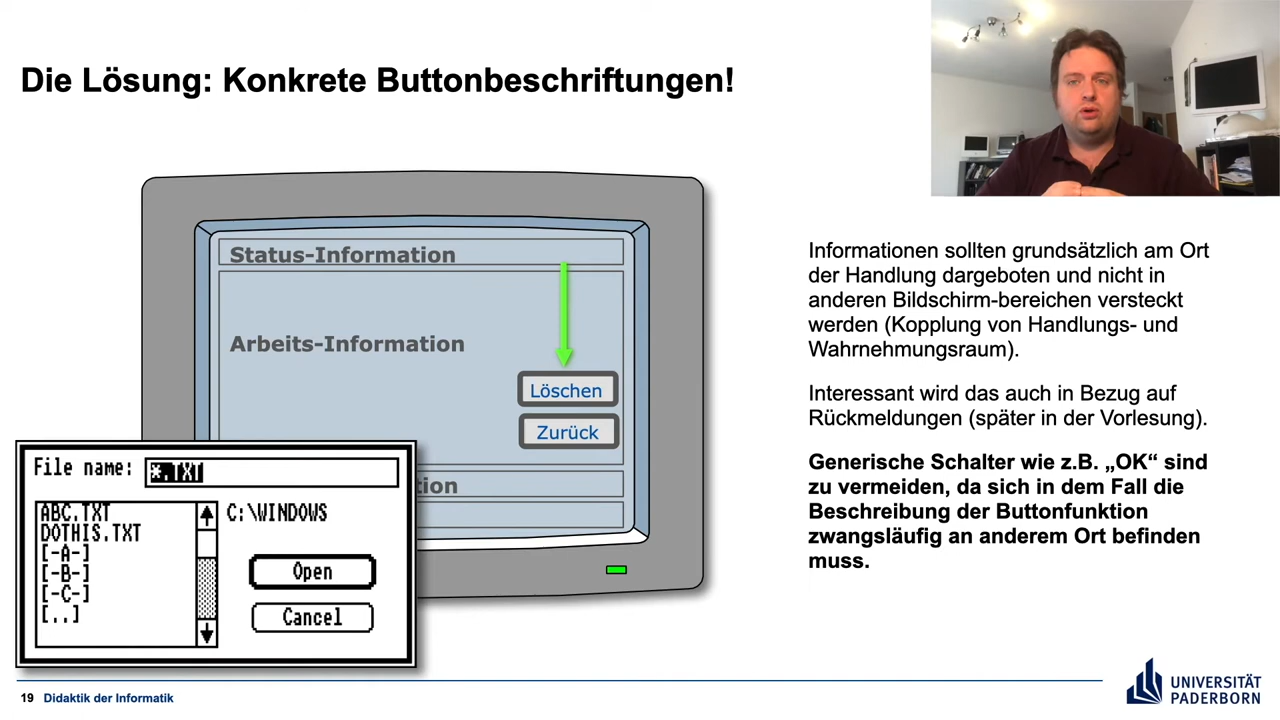 Die Lösung: Konkrete Buttonbeschriftungen!
Status-Information
Arbeits-Information
Löschen
Zurück
tion
File name: *.TXT
ABC.TXT
DOTHIS.TXT
[-A-]
[-B-]
[-C-]
[..]
C:\WINDOWS
Open
Cancel
Informationen sollten grundsätzlich am Ort
der Handlung dargeboten und nicht in
anderen Bildschirm-bereichen versteckt
werden (Kopplung von Handlungs- und
Wahrnehmungsraum).
Interessant wird das auch in Bezug auf
Rückmeldungen (später in der Vorlesung).
Generische Schalter wie z.B. „OK“ sind
zu vermeiden, da sich in dem Fall die
Beschreibung der Buttonfunktion
zwangsläufig an anderem Ort befinden
muss.
19 Didaktik der Informatik
UNIVERSITÄT
PADERBORN